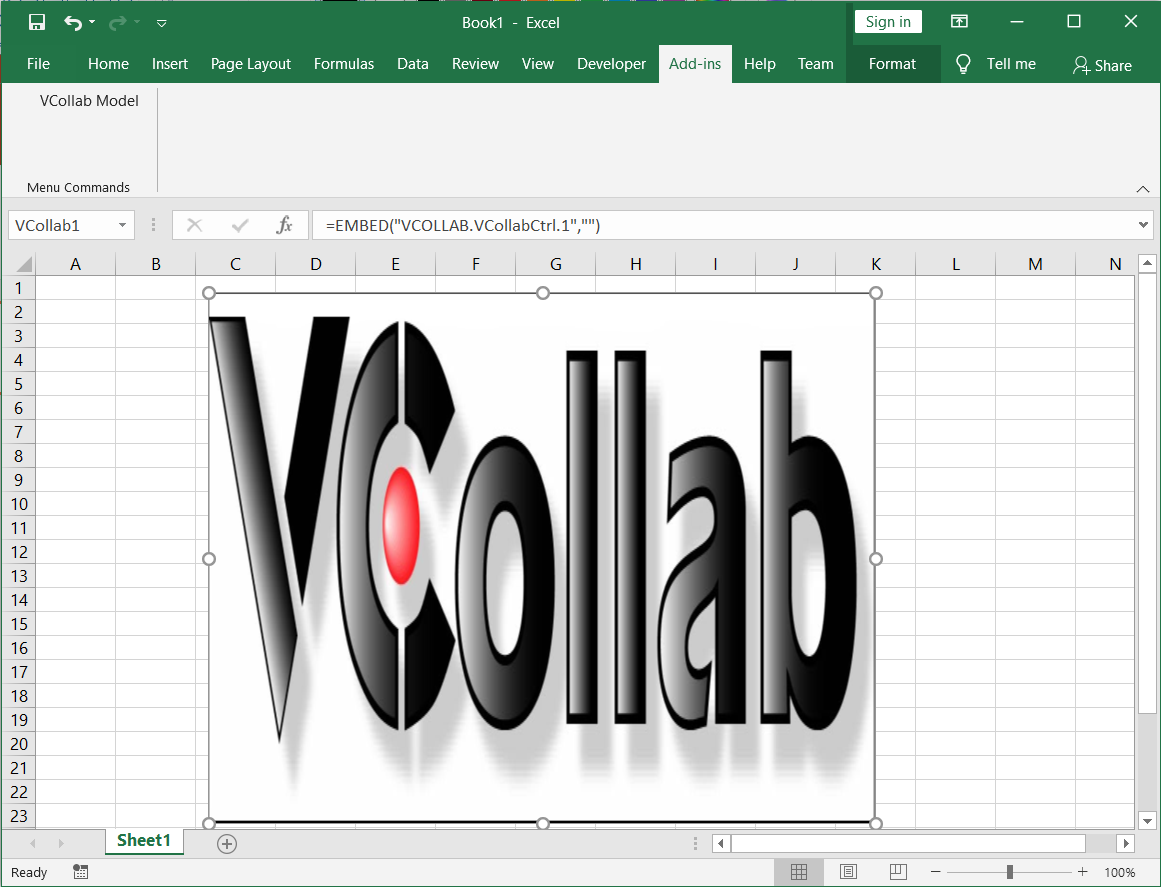 Book1 - Excel
Sign in
File Home Insert Page Layout Formulas Data Review View Developer Add-ins Help Team Format Tell me Share
VCollab Model
Menu Commands
VCollab1 fx =EMBED("VCOLLAB.VCollabCtrl.1","")
A B C D E F G H I J K L M N
1
2
3
4
5
6
7
8
9
10
11
12
13
14
15
16
17
18
19
20
21
22
23
VCollab
Sheet1
Ready 100%